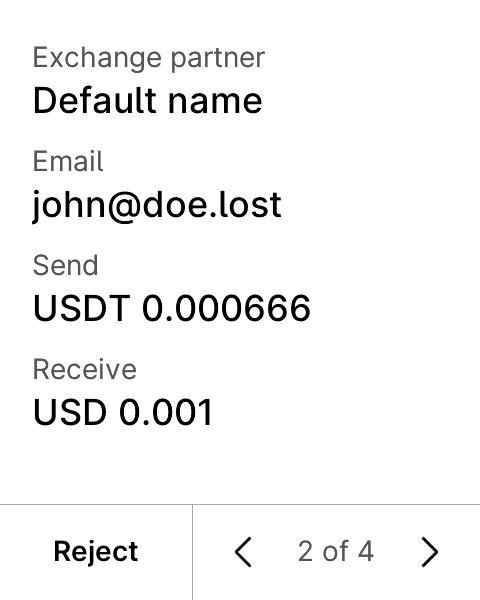 Exchange partner
Default name
Email
john@doe.lost
Send
USDT 0.000666
Receive
USD 0.001
Reject
2 of 4